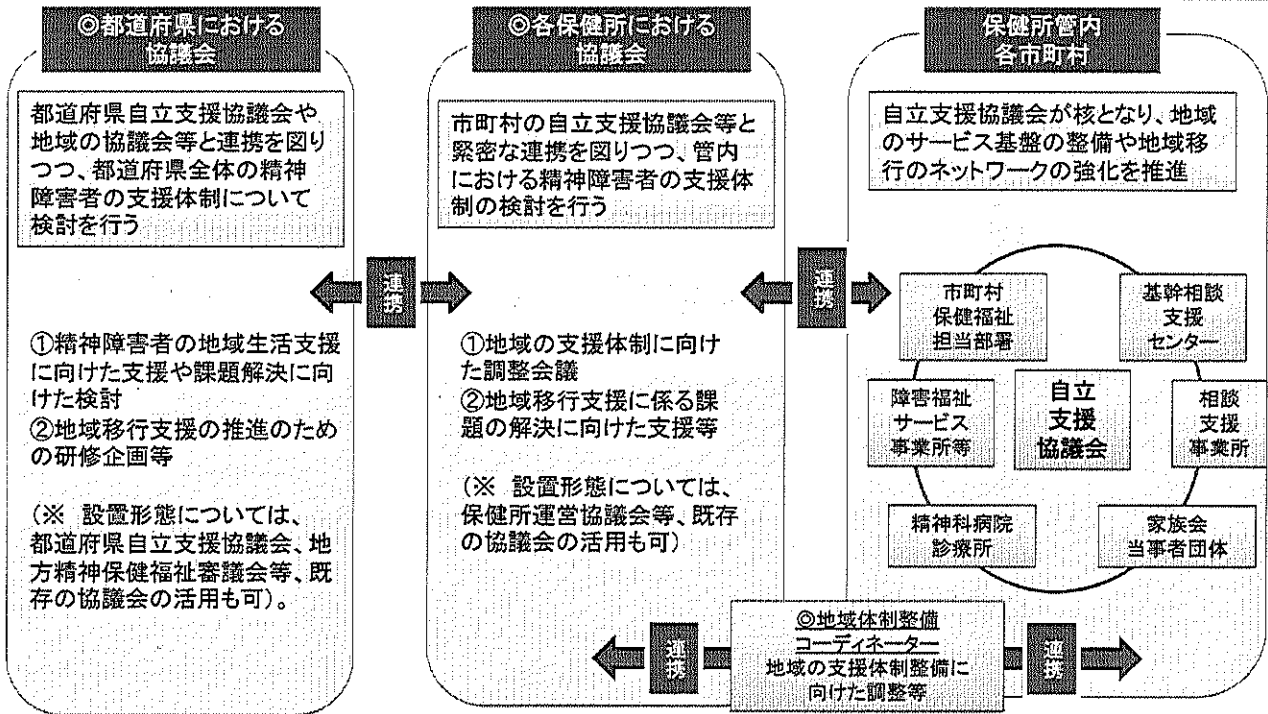 ◎都道府県における
協議会
都道府県自立支援協議会や
地域の協議会等と連携を図り
つつ、都道府県全体の精神
障害者の支援体制について
検討を行う
①精神障害者の地域生活支援
に向けた支援や課題解決に向
けた検討
②地域移行支援の推進のため
の研修企画等
(※ 設置形態については、
都道府県自立支援協議会、地
方精神保健福祉審議会等、既
存の協議会の活用も可)。
連携
◎各保健所における
協議会
市町村の自立支援協議会等と
緊密な連携を図りつつ、管内
における精神障害者の支援体
制の検討を行う
①地域の支援体制に向け
た調整会議
②地域移行支援に係る課
題の解決に向けた支援等
(※ 設置形態については、
保健所運営協議会等、既存
の協議会の活用も可)
連携
保健所管内
各市町村
自立支援協議会が核となり、地域
のサービス基盤の整備や地域移
行のネットワークの強化を推進
市町村
保健福祉
担当部署
基幹相談
支援
センター
障害福祉
サービス
事業所等
自立
支援
協議会
相談
支援
事業所
精神科病院
診療所
家族会
当事者団体
連携
◎地域体制整備
コーディネーター
地域の支援体制整備に
向けた調整等
連携